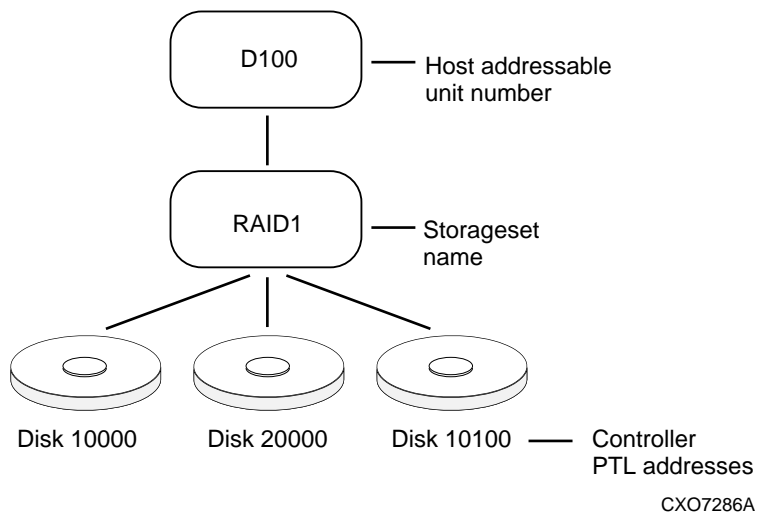 D100
Host addressable
unit number
RAID1
Storageset
name
Disk 10000
Disk 20000
Disk 10100
Controller
PTL addresses
CXO7286A